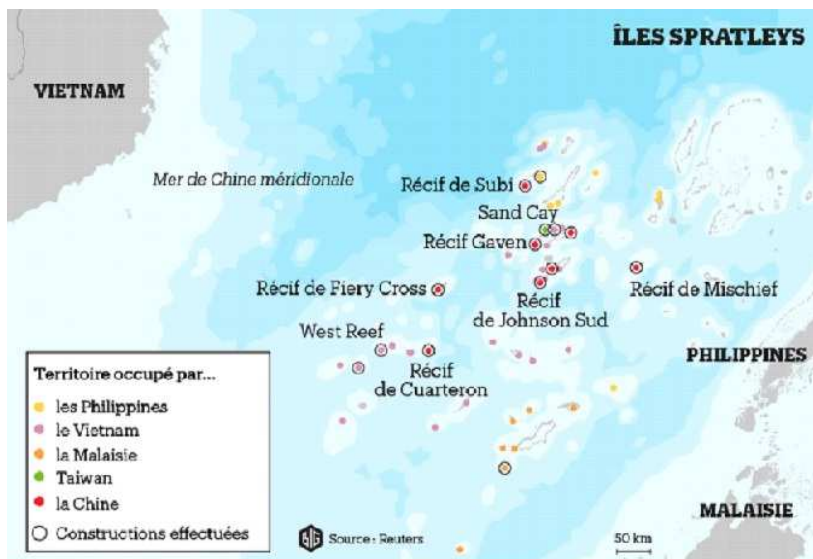 ÎLES SPRATLEYS
VIETNAM
Mer de Chine méridionale
Récif de Subi
Sand Cay
Récif Gaven
Récif de Fiery Cross
Récif
de Johnson Sud
Récif de Mischief
West Reef
Récif
de Cuarteron
PHILIPPINES
Territoire occupé par...
les Philippines
le Vietnam
la Malaisie
Taiwan
la Chine
Constructions effectuées
Source : Reuters
50 km
MALAISIE